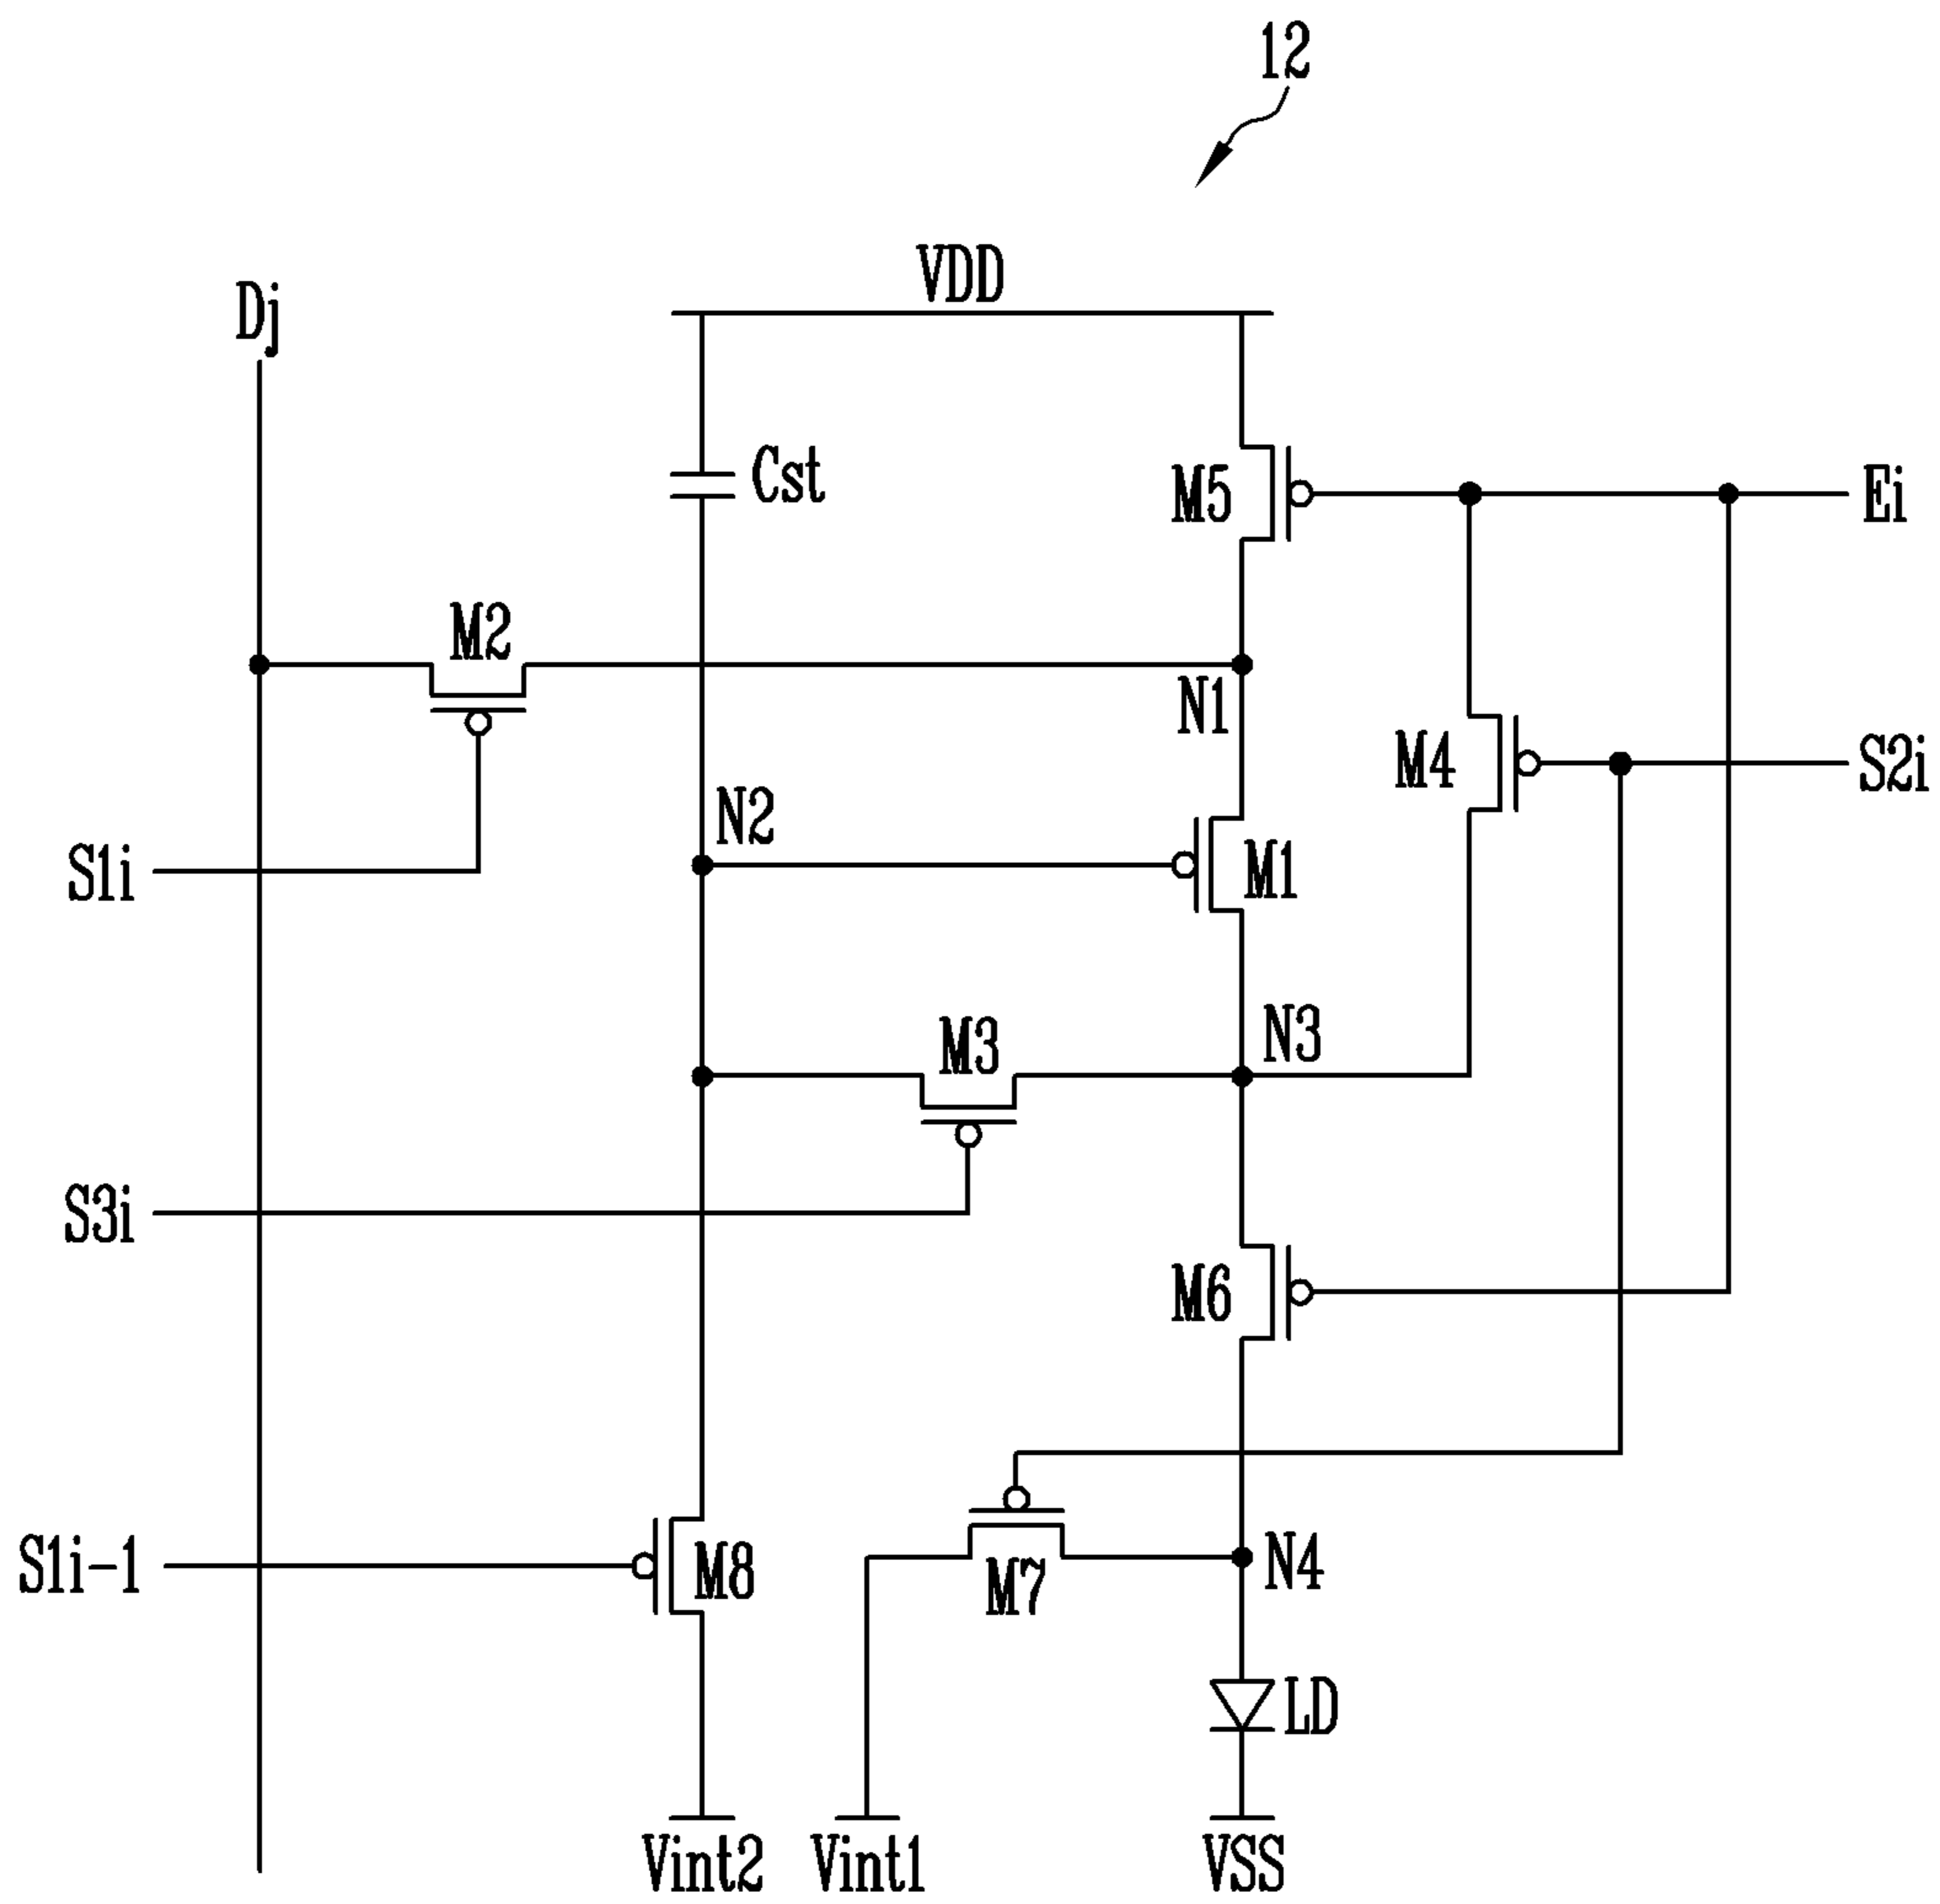 12
VDD
Dj
Cst
M5
Ei
M2
N1
M4
S2i
N2
S1i
M1
N3
M3
S3i
M6
S1i-1
M8
M7
N4
LD
Vint2
Vint1
VSS